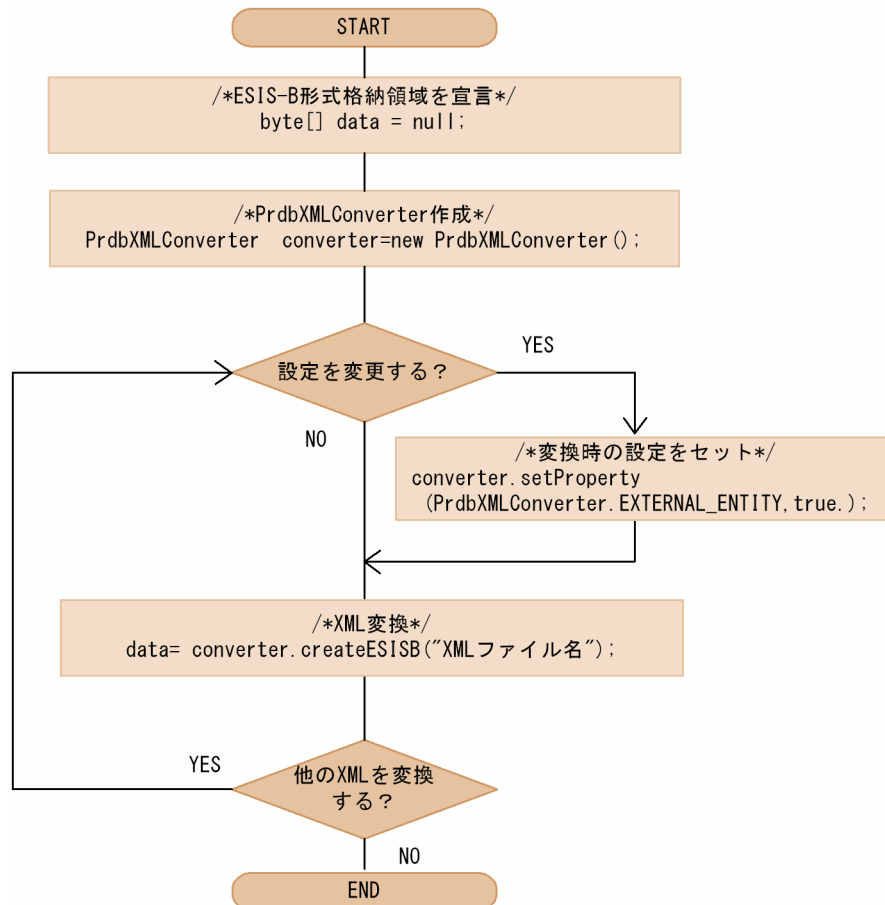 START
/*ESIS-B形式格納領域を宣言*/
byte[] data = null;
/*PrdbXMLConverter作成*/
PrdbXMLConverter  converter=new PrdbXMLConverter();
設定を変更する？
YES
NO
/*変換時の設定をセット*/
converter.setProperty
(PrdbXMLConverter.EXTERNAL_ENTITY,true.);
/*XML変換*/
data= converter.createESISB("XMLファイル名");
YES
他のXMLを変換
する？
NO
END